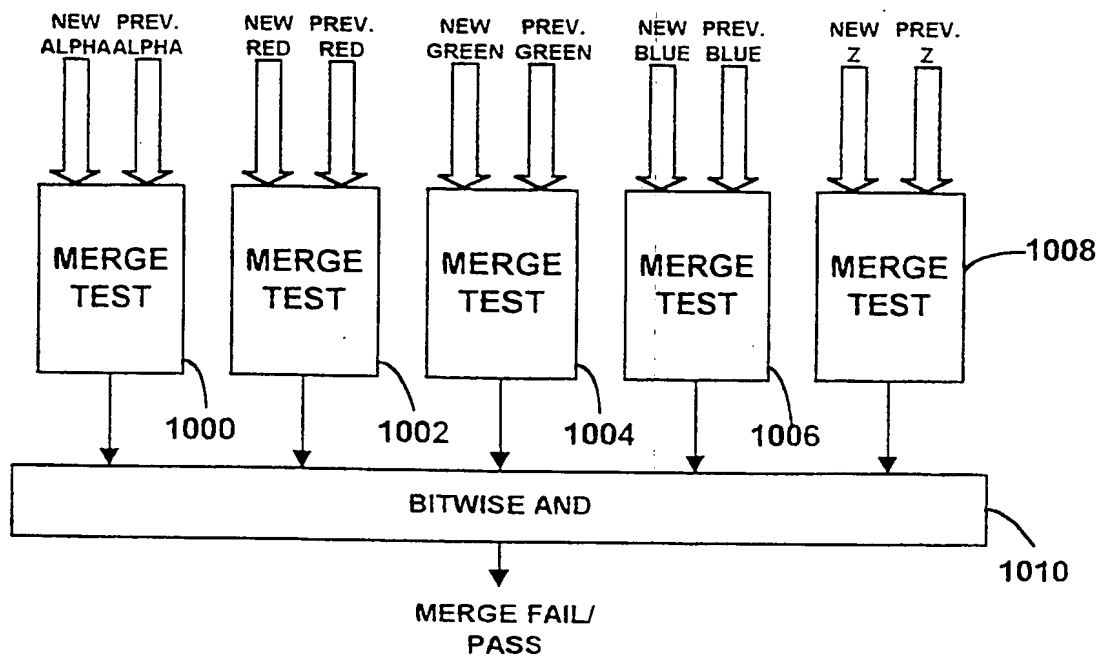 NEW PREV.
ALPHA ALPHA
NEW PREV.
RED RED
NEW PREV.
GREEN GREEN
NEW PREV.
BLUE BLUE
NEW PREV.
Z Z
MERGE
TEST
MERGE
TEST
MERGE
TEST
MERGE
TEST
MERGE
TEST
1008
1000
1002
1004
1006
BITWISE AND
1010
MERGE FAIL/
PASS